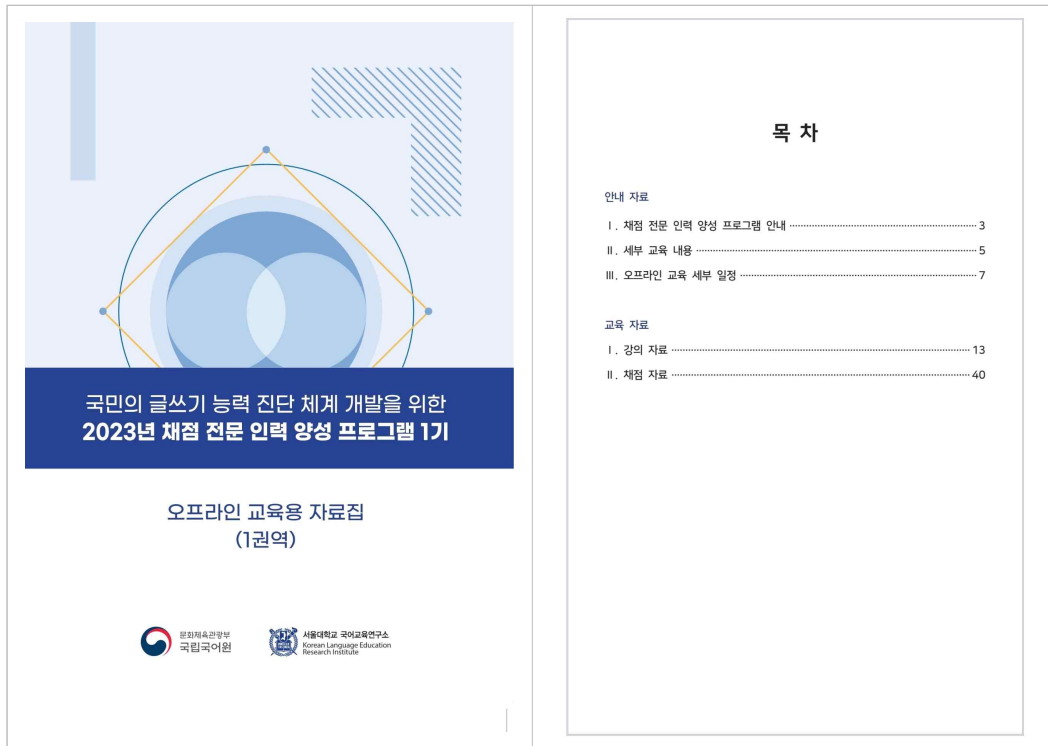 국민의 글쓰기 능력 진단 체계 개발을 위한
2023년 채점 전문 인력 양성 프로그램 1기
오프라인 교육용 자료집
(1권역)
문화체육관광부
국립국어원
서울대학교 국어교육연구소
Korean Language Education
Research Institute
목 차
안내 자료
Ⅰ. 채점 전문 인력 양성 프로그램 안내 ················ 3
Ⅱ. 세부 교육 내용 ················ 5
Ⅲ. 오프라인 교육 세부 일정 ················ 7
교육 자료
Ⅰ. 강의 자료 ················ 13
Ⅱ. 채점 자료 ················ 40